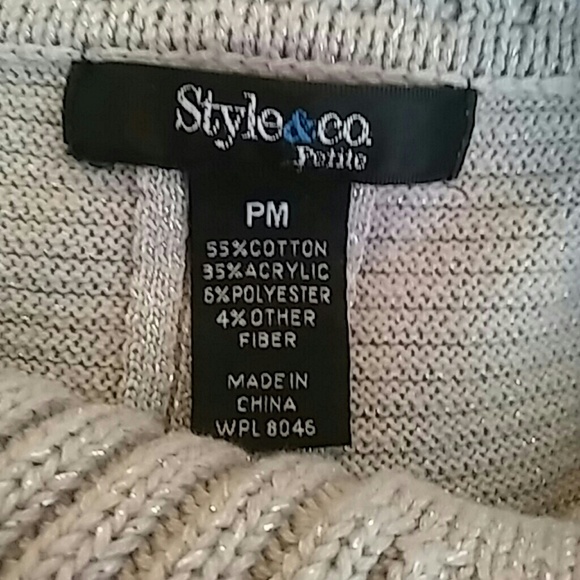 Style&co.
Petite
PM
55%COTTON
35%ACRYLIC
6%POLYESTER
4%OTHER
FIBER
MADE IN
CHINA
WPL 8046